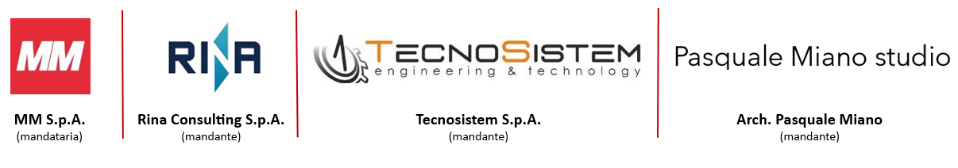 MM
MM S.p.A.
(mandataria)
RINA
Rina Consulting S.p.A.
(mandante)
TECNOSISTEM
engineering & technology
Tecnosistem S.p.A.
(mandante)
Pasquale Miano studio
Arch. Pasquale Miano
(mandante)